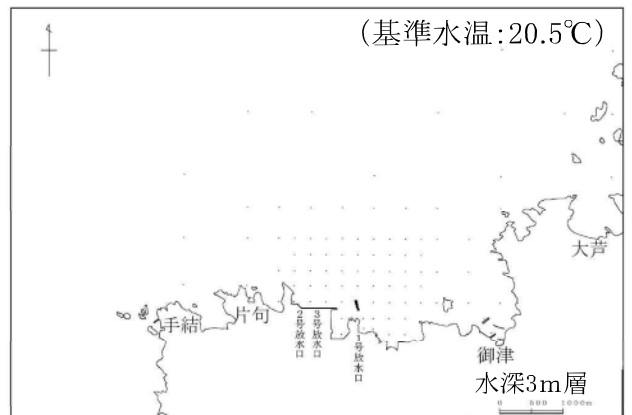 (基準水温:20.5℃)
大芦
手結
片句
2号放水口
3号放水口
1号放水口
御津
水深3m層
0 500 1000m